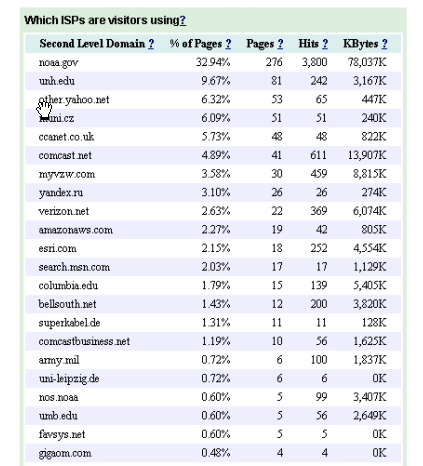 Which ISPs are visitors using?
Second Level Domain ? % of Pages ? Pages ? Hits ? KBytes ?
noaa.gov 32.94% 276 3,800 78,037K
unh.edu 9.67% 81 242 3,167K
other.yahoo.net 6.32% 53 65 447K
muni.cz 6.09% 51 51 240K
ccanet.co.uk 5.73% 48 48 822K
comcast.net 4.89% 41 611 13,907K
myvzw.com 3.58% 30 459 8,815K
yandex.ru 3.10% 26 26 274K
verizon.net 2.63% 22 369 6,074K
amazonaws.com 2.27% 19 42 805K
esri.com 2.15% 18 252 4,554K
search.msn.com 2.03% 17 17 1,129K
columbia.edu 1.79% 15 139 5,405K
bellsouth.net 1.43% 12 200 3,820K
superkabel.de 1.31% 11 11 128K
comcastbusiness.net 1.19% 10 56 1,625K
army.mil 0.72% 6 100 1,837K
uni-leipzig.de 0.72% 6 6 0K
nos.noaa 0.60% 5 99 3,407K
umb.edu 0.60% 5 56 2,649K
favsys.net 0.60% 5 5 0K
gigaom.com 0.48% 4 4 0K